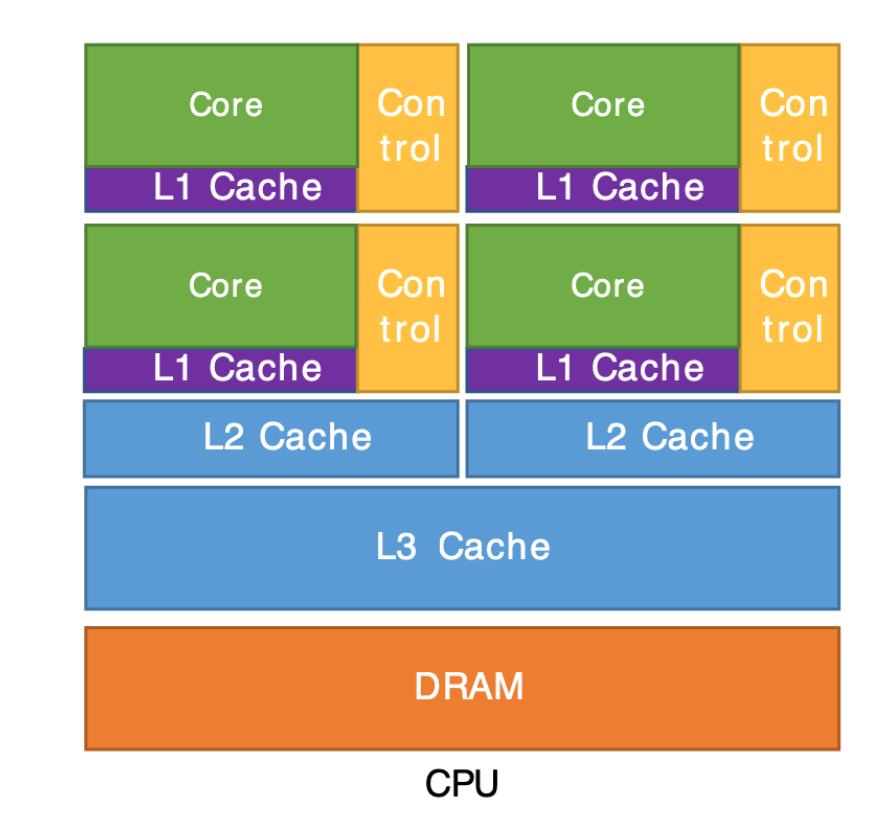 Core
Con
trol
L1 Cache
Core
Con
trol
L1 Cache
Core
Con
trol
L1 Cache
Core
Con
trol
L1 Cache
L2 Cache
L2 Cache
L3 Cache
DRAM
CPU